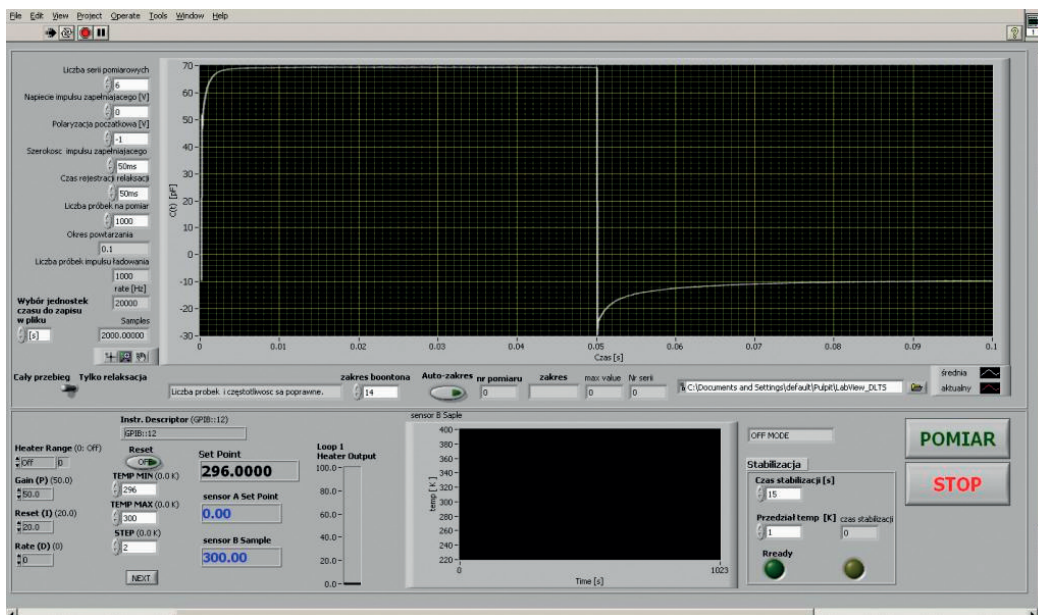 File Edit View Project Operate Tools Window Help
1
Liczba serii pomiarowych
6
Napiecie impulsu zapełniajacego [V]
0
Polaryzacja poczatkowa [V]
-1
Szerokosc impulsu zapełniajacego
50ms
Czas rejestracji relaksacji
50ms
Liczba próbek na pomiar
1000
Okres powtarzania
0.1
Liczba próbek impulsu ładowania
1000
rate [Hz]
20000
Wybór jednostek
czasu do zapisu
w pliku
[s]
Samples
2000.00000
C(t) [pF]
70
60
50
40
30
20
10
0
-10
-20
-30
0 0.01 0.02 0.03 0.04 0.05 0.06 0.07 0.08 0.09 0.1
Czas [s]
Cały przebieg Tylko relaksacja
Liczba probek i częstotliwosc sa poprawne.
zakres boontona
14
Auto-zakres
nr pomiaru
0
zakres
max value
0
Nr serii
0
C:\Documents and Settings\default\Pulpit\LabView_DLTS
średnia
aktualny
Instr. Descriptor (GPIB::12)
GPIB::12
Heater Range (0: Off)
Off 0
Gain (P) (50.0)
50.0
Reset (I) (20.0)
20.0
Rate (D) (0)
0
Reset
OFF
TEMP MIN (0.0 K)
296
TEMP MAX (0.0 K)
300
STEP (0.0 K)
2
NEXT
Set Point
296.0000
sensor A Set Point
0.00
sensor B Sample
300.00
Loop 1
Heater Output
100.0
80.0
60.0
40.0
20.0
0.0
sensor B Saple
temp [K]
400
380
360
340
320
300
280
260
240
220
0 1023
Time [s]
OFF MODE
Stabilizacja
Czas stabilizacji [s]
15
Przedział temp [K]
1
czas stabilizacji
0
Rready
POMIAR
STOP